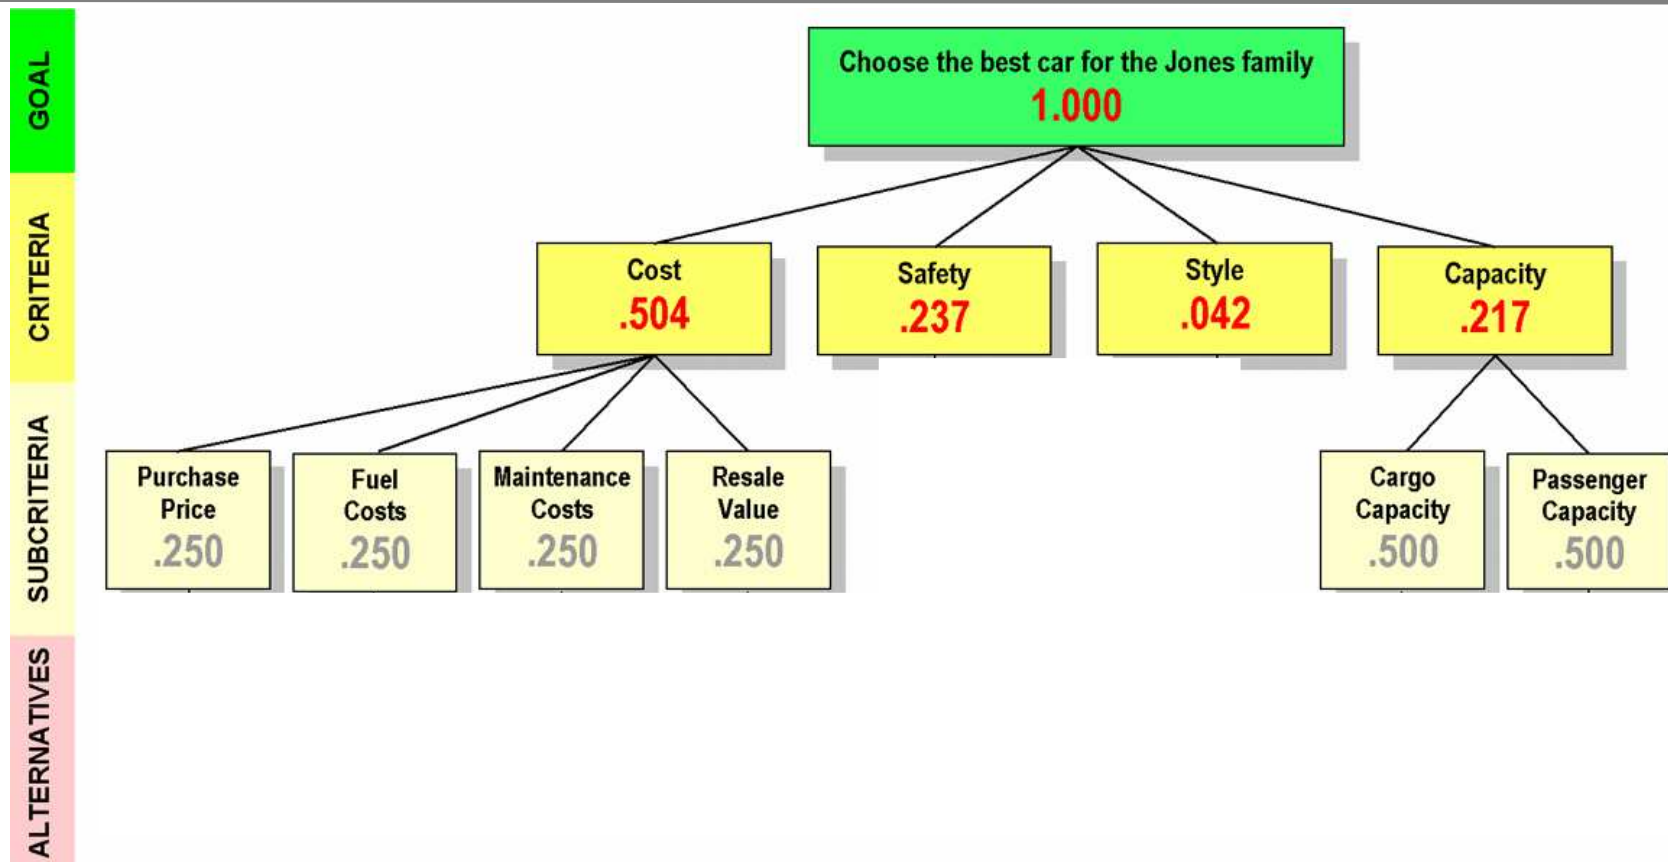 GOAL
Choose the best car for the Jones family
1.000
CRITERIA
Cost
.504
Safety
.237
Style
.042
Capacity
.217
SUBCRITERIA
Purchase
Price
.250
Fuel
Costs
.250
Maintenance
Costs
.250
Resale
Value
.250
Cargo
Capacity
.500
Passenger
Capacity
.500
ALTERNATIVES